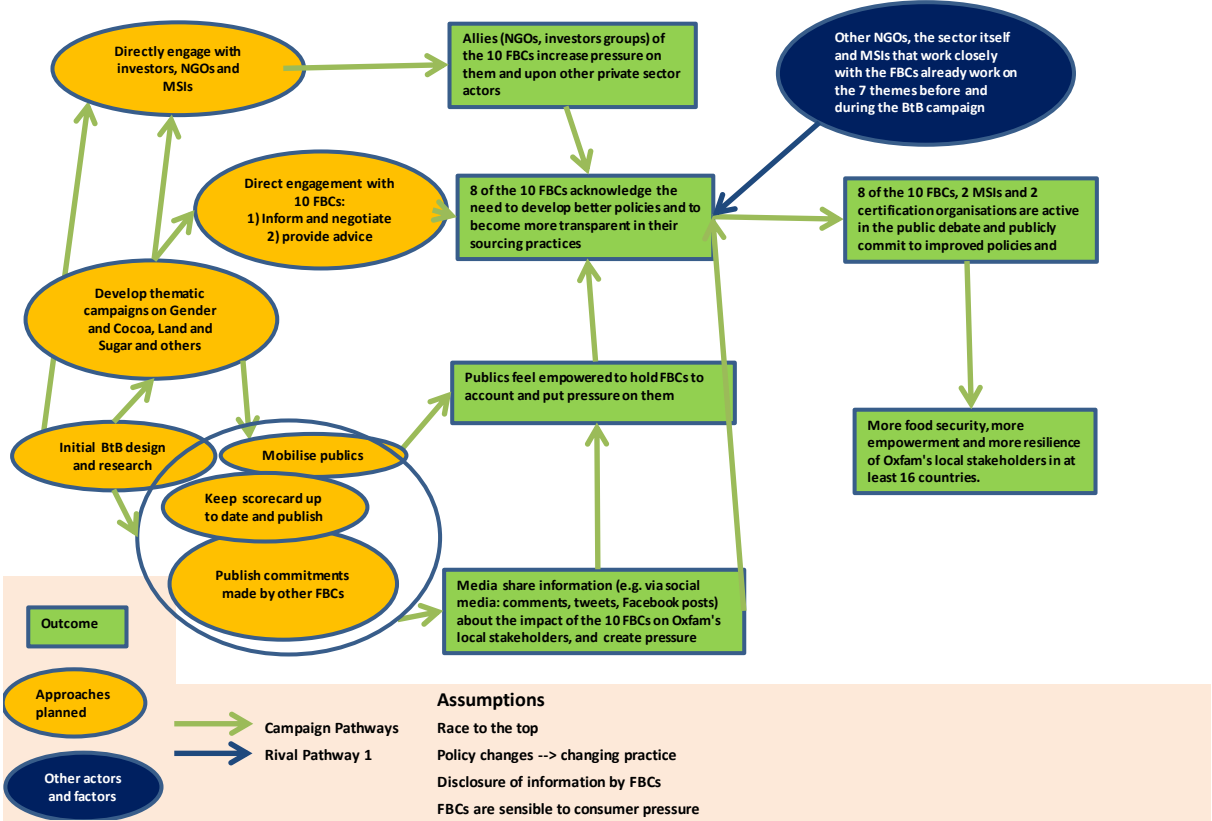 Directly engage with
investors, NGOs and
MSIs
Allies (NGOs, investors groups) of
the 10 FBCs increase pressure on
them and upon other private sector
actors
Other NGOs, the sector itself
and MSIs that work closely
with the FBCs already work on
the 7 themes before and
during the BtB campaign
Direct engagement with
10 FBCs:
1) Inform and negotiate
2) provide advice
8 of the 10 FBCs acknowledge the
need to develop better policies and to
become more transparent in their
sourcing practices
8 of the 10 FBCs, 2 MSIs and 2
certification organisations are active
in the public debate and publicly
commit to improved policies and
Develop thematic
campaigns on Gender
and Cocoa, Land and
Sugar and others
Publics feel empowered to hold FBCs to
account and put pressure on them
More food security, more
empowerment and more resilience
of Oxfam's local stakeholders in at
least 16 countries.
Initial BtB design
and research
Mobilise publics
Keep scorecard up
to date and publish
Publish commitments
made by other FBCs
Media share information (e.g. via social
media: comments, tweets, Facebook posts)
about the impact of the 10 FBCs on Oxfam's
local stakeholders, and create pressure
Outcome
Approaches
planned
Other actors
and factors
Campaign Pathways
Rival Pathway 1
Assumptions
Race to the top
Policy changes --> changing practice
Disclosure of information by FBCs
FBCs are sensible to consumer pressure